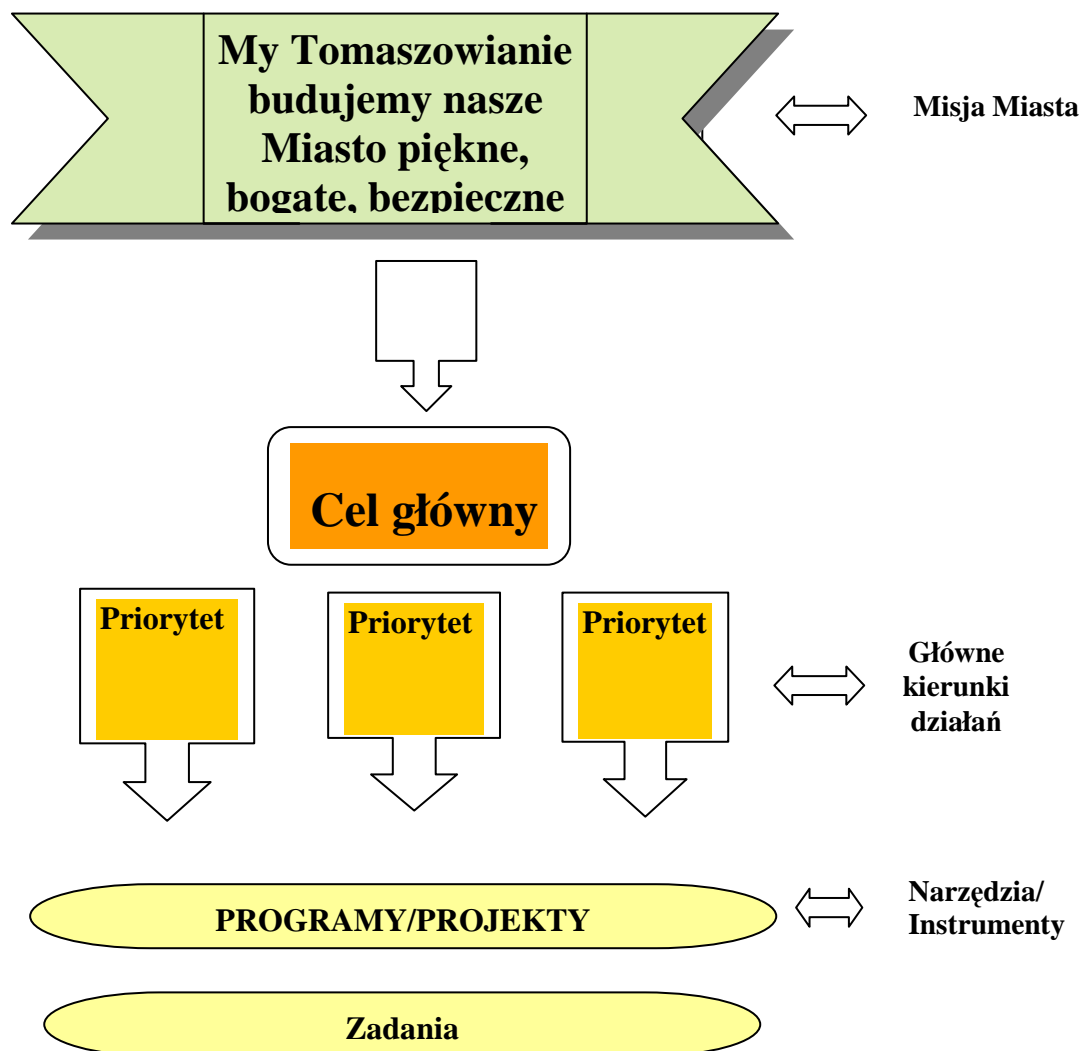 My Tomaszowianie
budujemy nasze
Miasto piękne,
bogate, bezpieczne
Misja Miasta
Cel główny
Priorytet
Priorytet
Priorytet
Główne
kierunki
działań
PROGRAMY/PROJEKTY
Narzędzia/
Instrumenty
Zadania